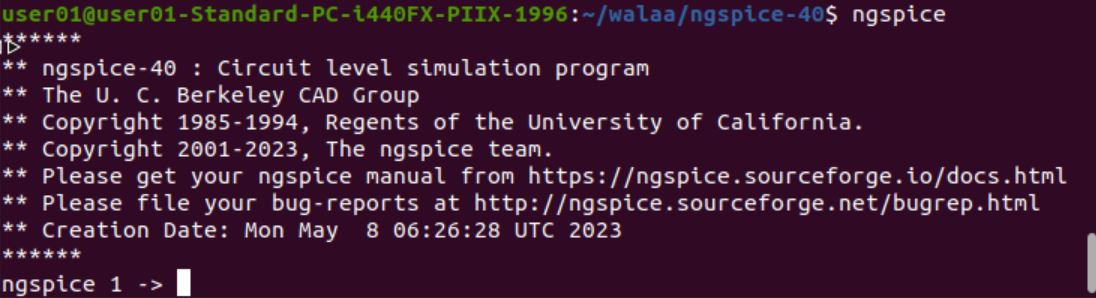 user01@user01-Standard-PC-i440FX-PIIX-1996:~/walaa/ngspice-40$ ngspice
******
** ngspice-40 : Circuit level simulation program
** The U. C. Berkeley CAD Group
** Copyright 1985-1994, Regents of the University of California.
** Copyright 2001-2023, The ngspice team.
** Please get your ngspice manual from https://ngspice.sourceforge.io/docs.html
** Please file your bug-reports at http://ngspice.sourceforge.net/bugrep.html
** Creation Date: Mon May  8 06:26:28 UTC 2023
******
ngspice 1 ->